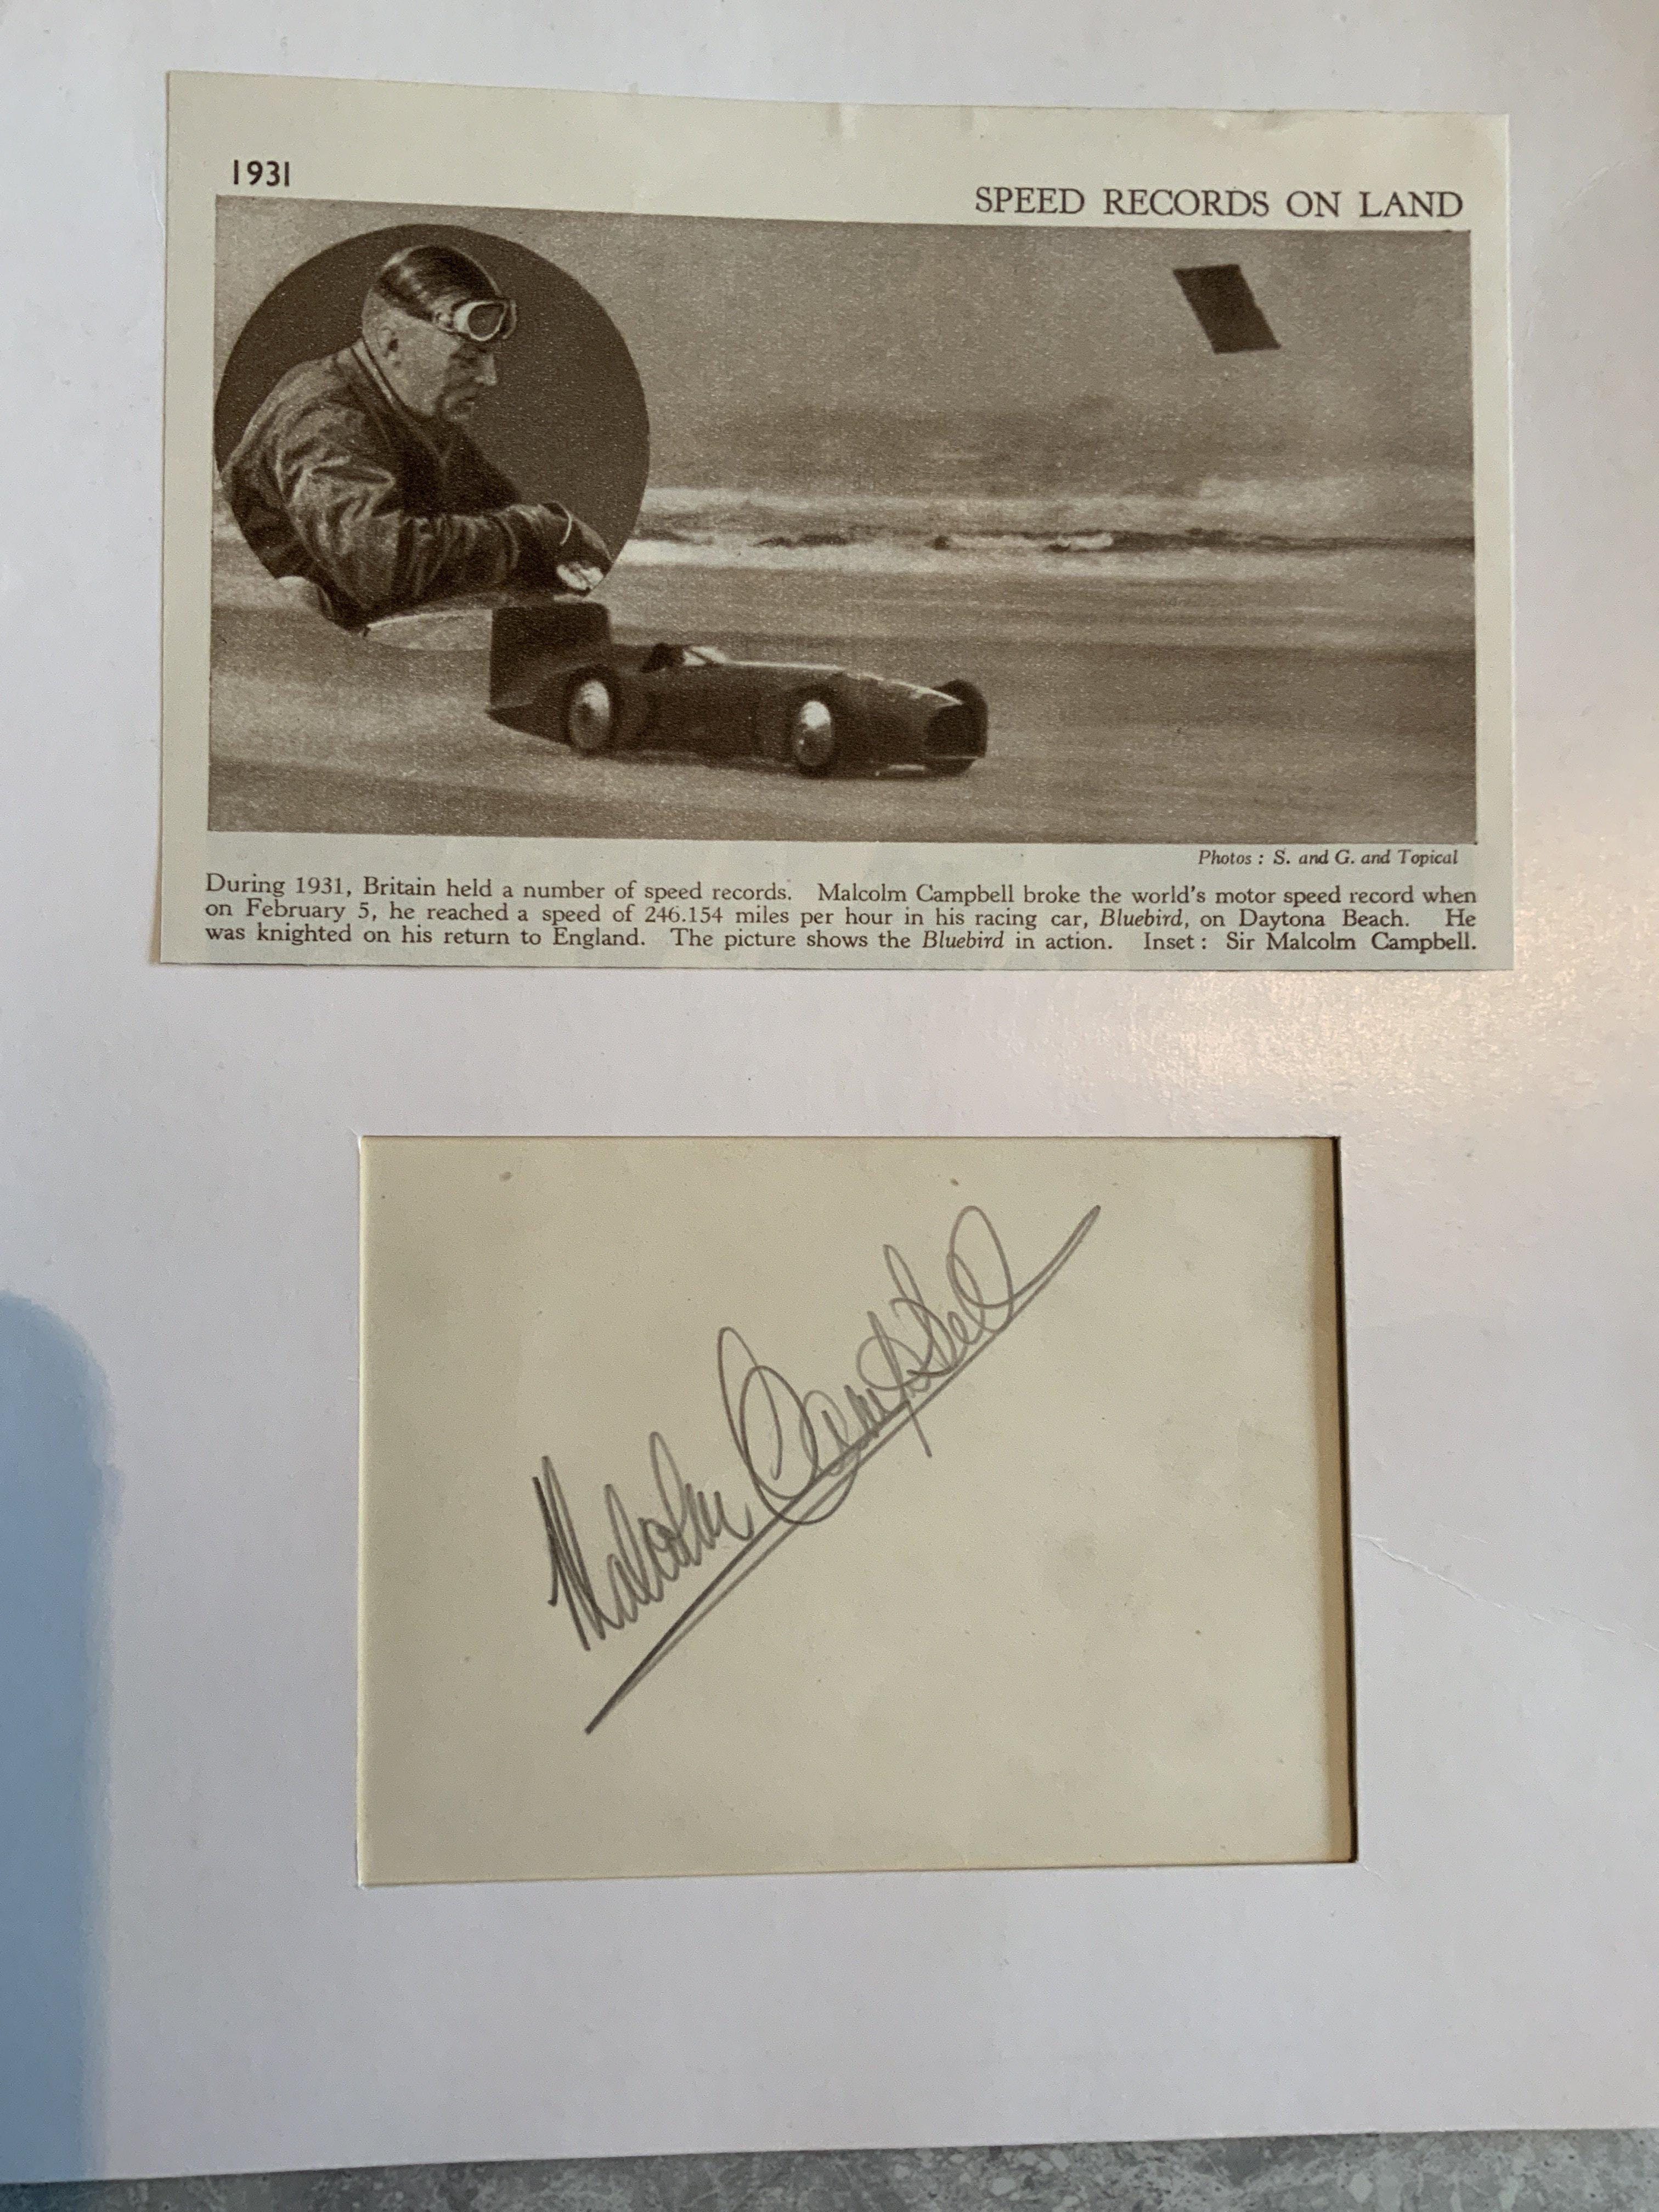 1931
SPEED RECORDS ON LAND
Photos : S. and G. and Topical
During 1931, Britain held a number of speed records. Malcolm Campbell broke the world's motor speed record when
on February 5, he reached a speed of 246.154 miles per hour in his racing car, Bluebird, on Daytona Beach. He
was knighted on his return to England. The picture shows the Bluebird in action. Inset : Sir Malcolm Campbell.
Malcolm Campbell